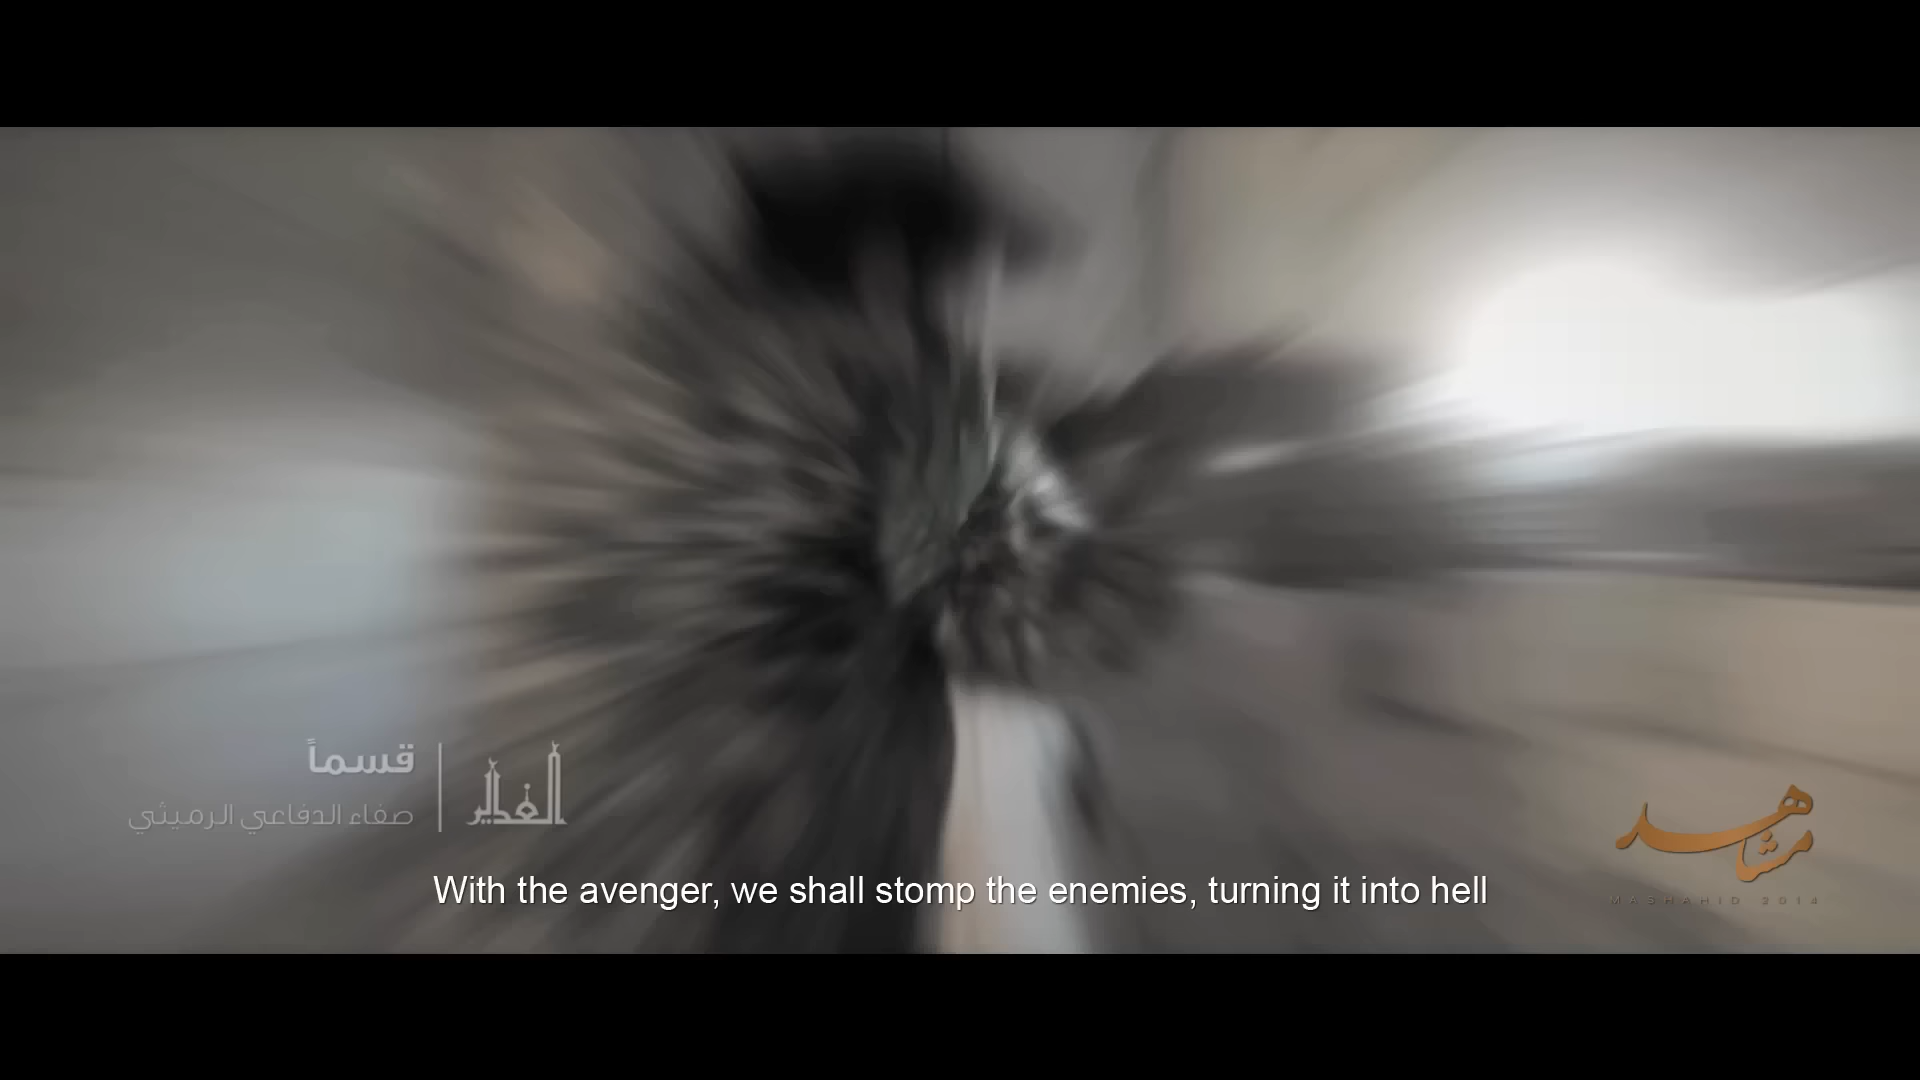 قسماً
صفاء الدفاعي الرميثي
الغدير
مشاهد
MASHAHID 2014
With the avenger, we shall stomp the enemies, turning it into hell